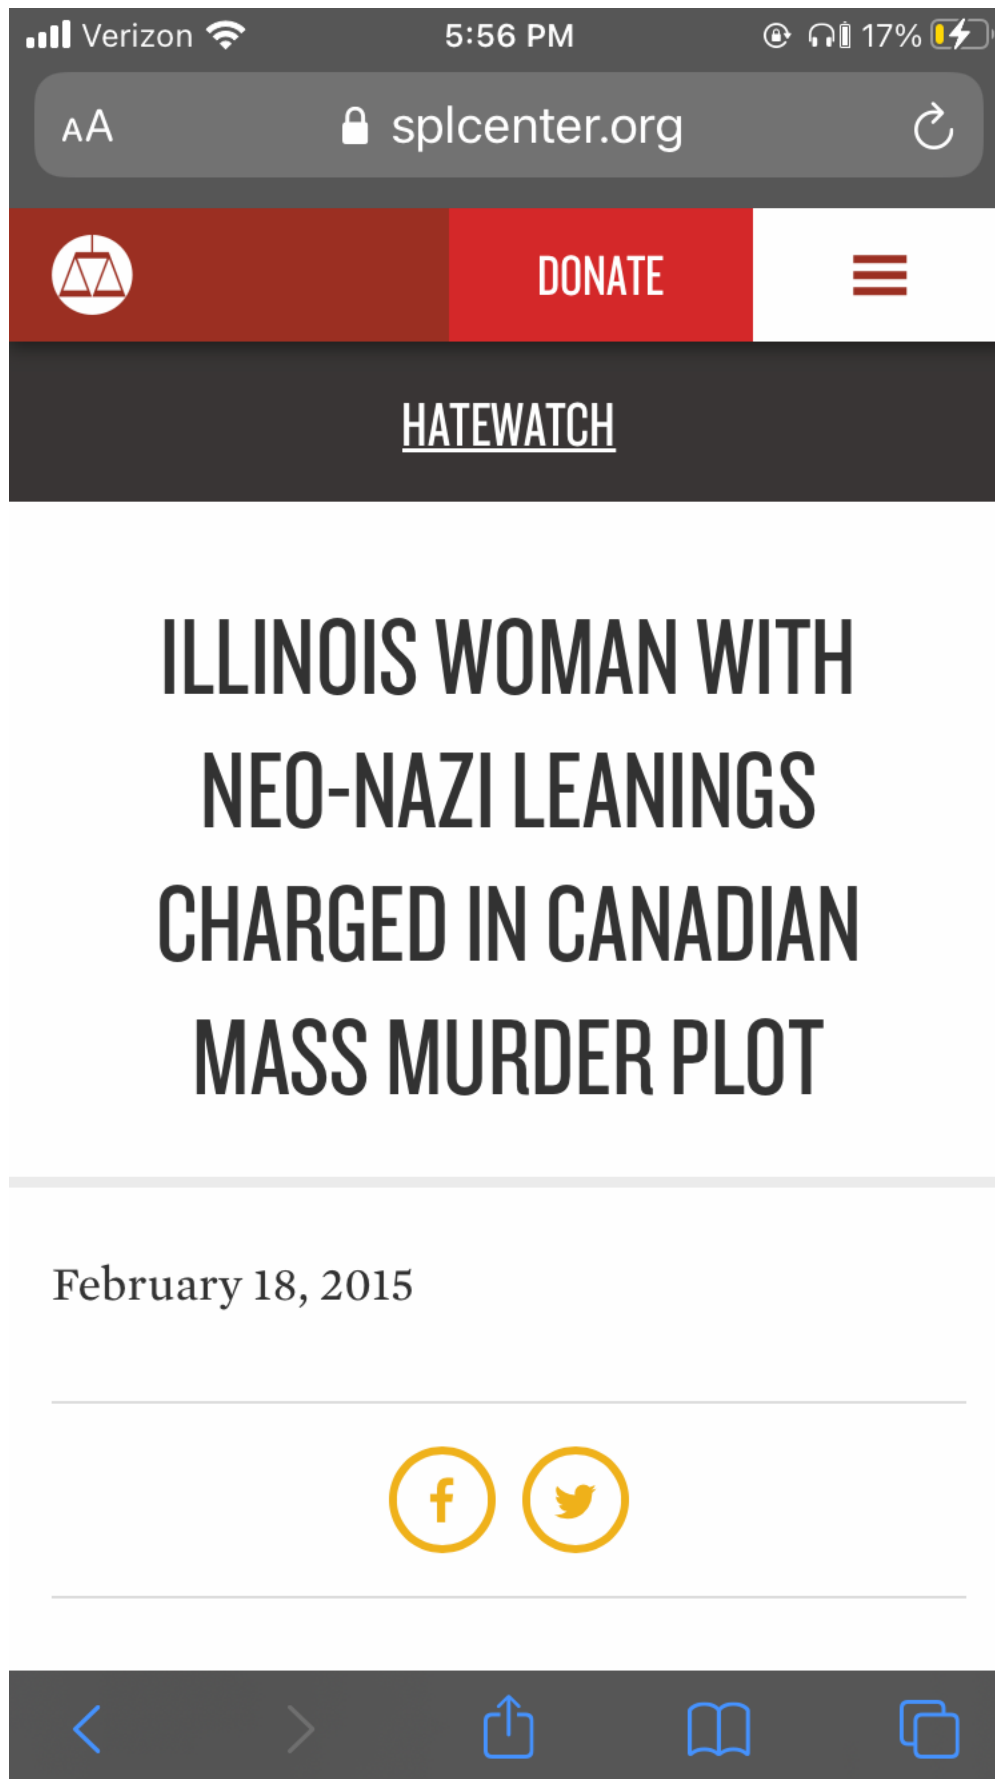 Verizon 5:56 PM 17%
AA splcenter.org
DONATE
HATEWATCH
ILLINOIS WOMAN WITH
NEO-NAZI LEANINGS
CHARGED IN CANADIAN
MASS MURDER PLOT
February 18, 2015